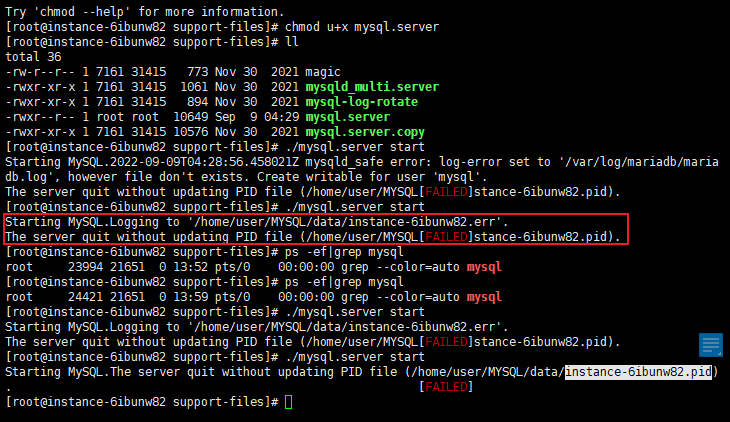 Try 'chmod --help' for more information.
[root@instance-6ibunw82 support-files]# chmod u+x mysql.server
[root@instance-6ibunw82 support-files]# ll
total 36
-rw-r--r-- 1 7161 31415   773 Nov 30  2021 magic
-rwxr-xr-x 1 7161 31415  1061 Nov 30  2021 mysqld_multi.server
-rwxr-xr-x 1 7161 31415   894 Nov 30  2021 mysql-log-rotate
-rwxr--r-- 1 root root  10649 Sep  9 04:29 mysql.server
-rwxr-xr-x 1 7161 31415 10576 Nov 30  2021 mysql.server.copy
[root@instance-6ibunw82 support-files]# ./mysql.server start
Starting MySQL.2022-09-09T04:28:56.458021Z mysqld_safe error: log-error set to '/var/log/mariadb/maria
db.log', however file don't exists. Create writable for user 'mysql'.
The server quit without updating PID file (/home/user/MYSQL[FAILED]stance-6ibunw82.pid).
[root@instance-6ibunw82 support-files]# ./mysql.server start
Starting MySQL.Logging to '/home/user/MYSQL/data/instance-6ibunw82.err'.
The server quit without updating PID file (/home/user/MYSQL[FAILED]stance-6ibunw82.pid).
[root@instance-6ibunw82 support-files]# ps -ef|grep mysql
root     23994 21651  0 13:52 pts/0    00:00:00 grep --color=auto mysql
[root@instance-6ibunw82 support-files]# ps -ef|grep mysql
root     24421 21651  0 13:59 pts/0    00:00:00 grep --color=auto mysql
[root@instance-6ibunw82 support-files]# ./mysql.server start
Starting MySQL.Logging to '/home/user/MYSQL/data/instance-6ibunw82.err'.
The server quit without updating PID file (/home/user/MYSQL[FAILED]stance-6ibunw82.pid).
[root@instance-6ibunw82 support-files]# ./mysql.server start
Starting MySQL.The server quit without updating PID file (/home/user/MYSQL/data/instance-6ibunw82.pid)
.                                                          [FAILED]
[root@instance-6ibunw82 support-files]#